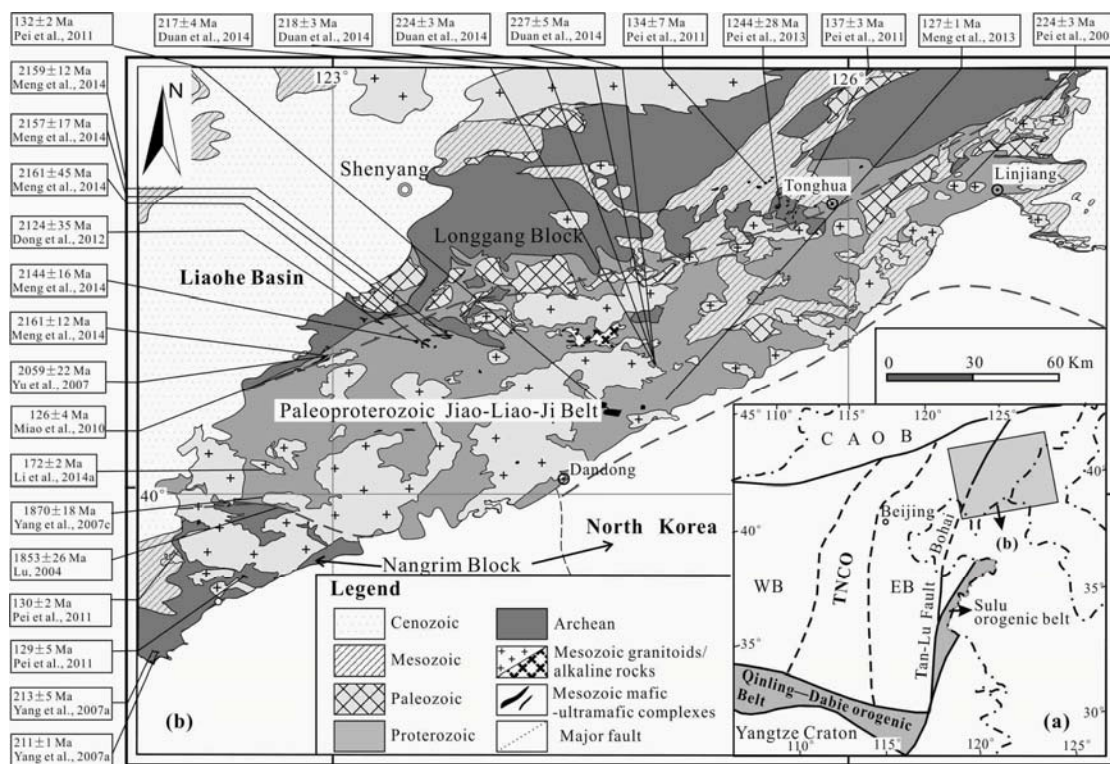 132±2 Ma
Pei et al., 2011
217±4 Ma
Duan et al., 2014
218±3 Ma
Duan et al., 2014
224±3 Ma
Duan et al., 2014
227±5 Ma
Duan et al., 2014
134±7 Ma
Pei et al., 2011
1244±28 Ma
Pei et al., 2013
137±3 Ma
Pei et al., 2011
127±1 Ma
Meng et al., 2013
224±3 Ma
Pei et al., 200
2159±12 Ma
Meng et al., 2014
2157±17 Ma
Meng et al., 2014
2161±45 Ma
Meng et al., 2014
2124±35 Ma
Dong et al., 2012
2144±16 Ma
Meng et al., 2014
2161±12 Ma
Meng et al., 2014
2059±22 Ma
Yu et al., 2007
126±4 Ma
Miao et al., 2010
172±2 Ma
Li et al., 2014a
1870±18 Ma
Yang et al., 2007c
1853±26 Ma
Lu, 2004
130±2 Ma
Pei et al., 2011
129±5 Ma
Pei et al., 2011
213±5 Ma
Yang et al., 2007a
211±1 Ma
Yang et al., 2007a
N
123°
126°
Shenyang
Tonghua
Linjiang
Longgang Block
Liaohe Basin
Paleoproterozoic Jiao-Liao-Ji Belt
Dandong
40°
North Korea
Nangrim Block
(b)
Legend
Cenozoic
Mesozoic
Paleozoic
Proterozoic
Archean
Mesozoic granitoids/
alkaline rocks
Mesozoic mafic
-ultramafic complexes
Major fault
0 30 60 Km
45° 110° 115° 120° 125°
C A O B
40°
40°
Beijing
Bohai
(b)
WB
TNCO
EB
Tan-Lu Fault
Sulu
orogenic belt
35°
35°
Qinling—Dabie orogenic
Belt
(a)
30°
Yangtze Craton
110° 115° 120° 125°